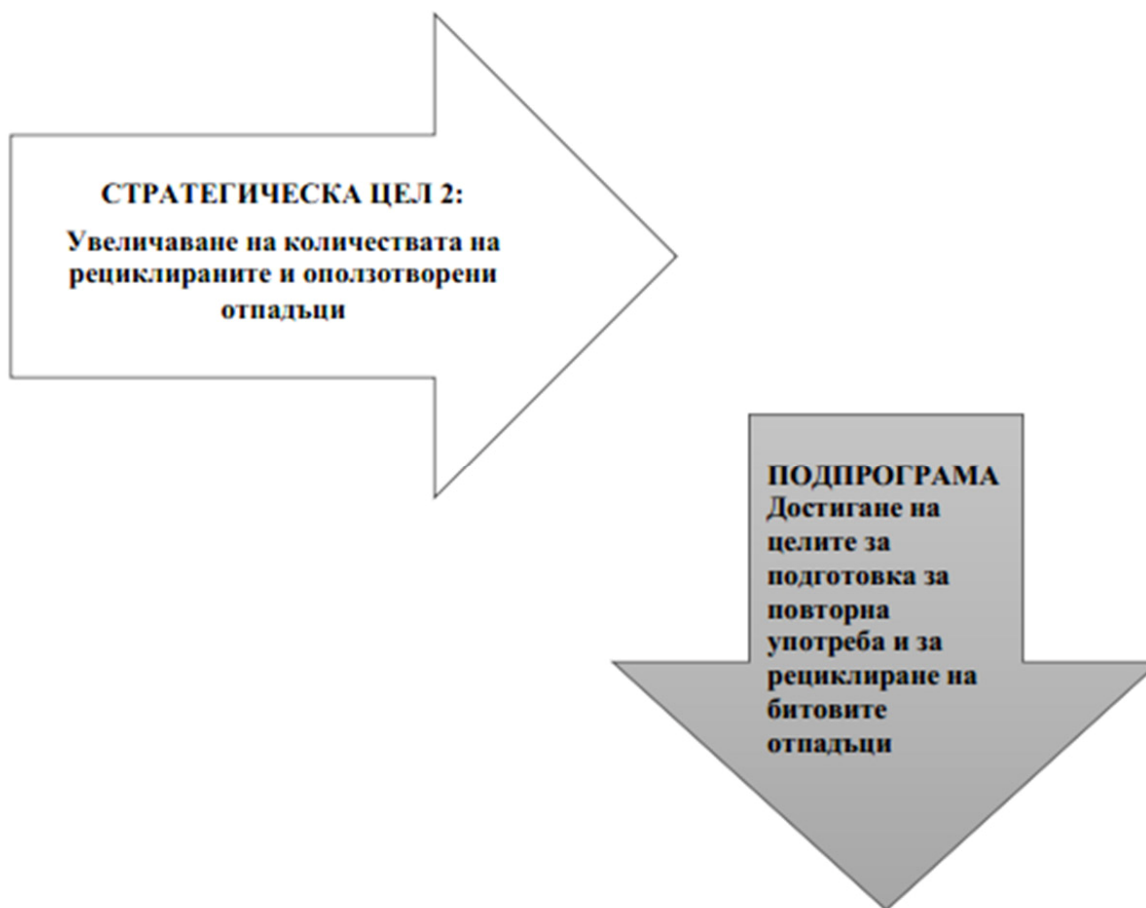 СТРАТЕГИЧЕСКА ЦЕЛ 2:
Увеличаване на количествата на
рециклираните и оползотворени
отпадъци
ПОДПРОГРАМА
Достигане на
целите за
подготовка за
повторна
употреба и за
рециклиране на
битовите
отпадъци